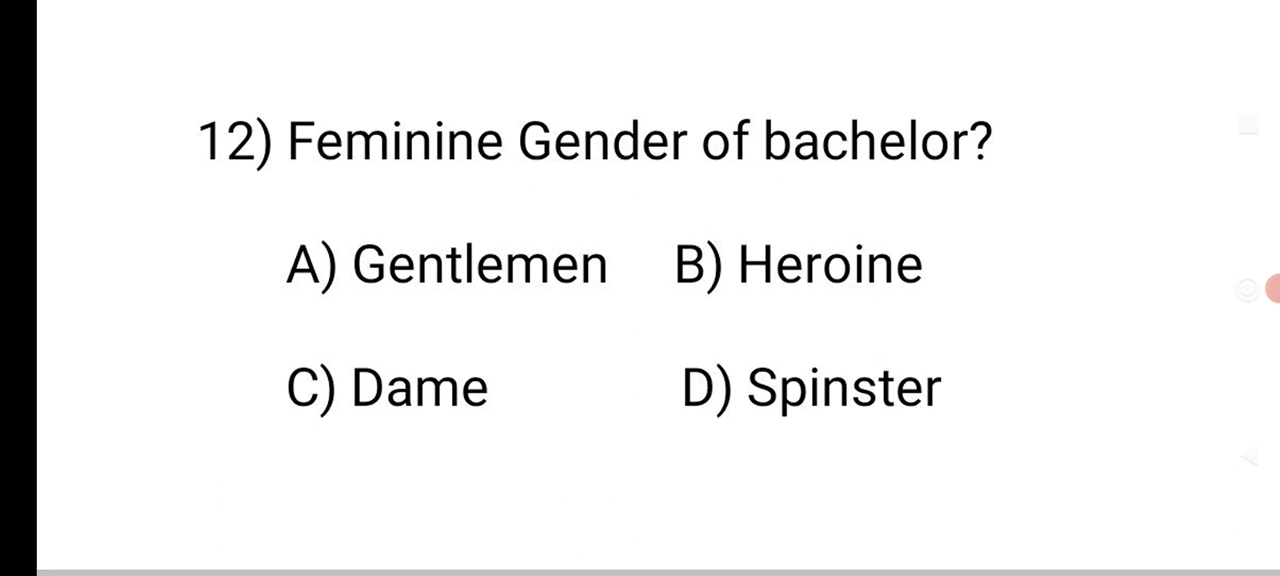 12) Feminine Gender of bachelor?
A) Gentlemen B) Heroine
C) Dame D) Spinster